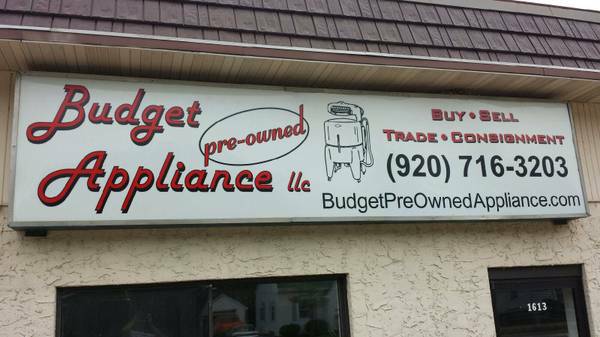 Budget
pre-owned
Appliance llc
Buy • Sell
Trade • Consignment
(920) 716-3203
BudgetPreOwnedAppliance.com
1613